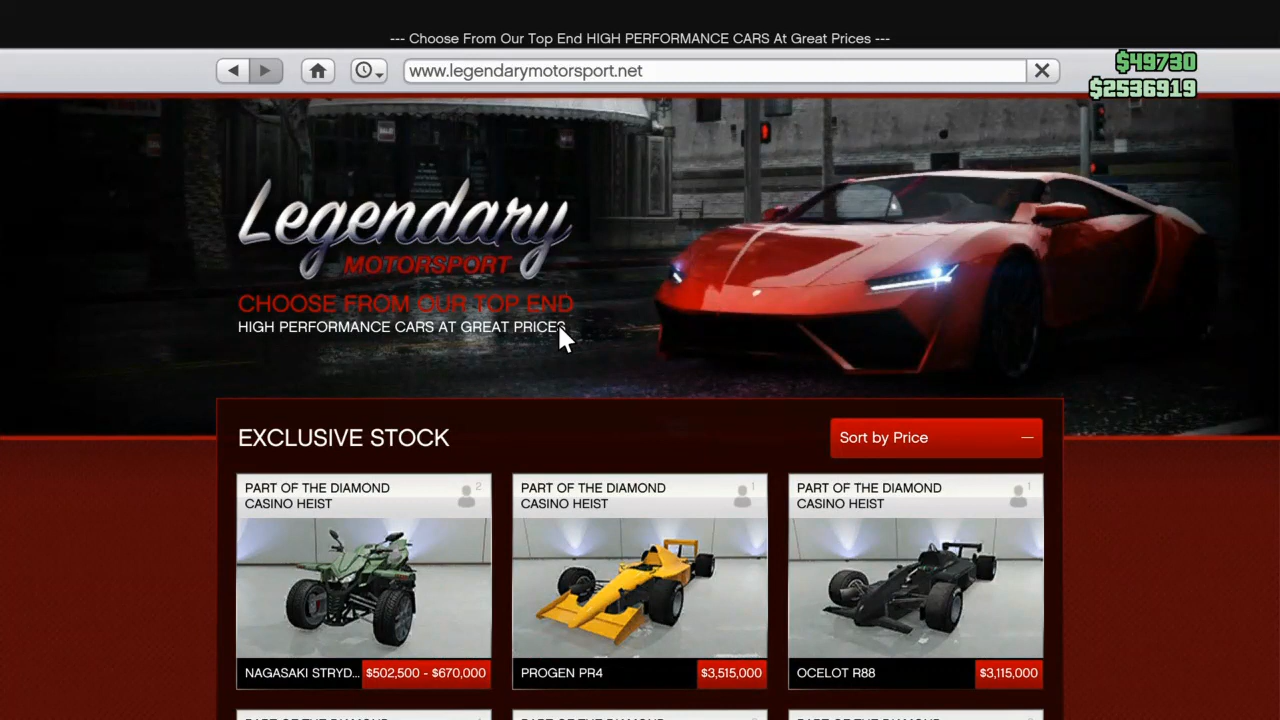 --- Choose From Our Top End HIGH PERFORMANCE CARS At Great Prices ---
www.legendarymotorsport.net
$49730
$2536919
Legendary
MOTORSPORT
CHOOSE FROM OUR TOP END
HIGH PERFORMANCE CARS AT GREAT PRICES
EXCLUSIVE STOCK
Sort by Price
PART OF THE DIAMOND
CASINO HEIST
2
NAGASAKI STRYD...
$502,500 - $670,000
PART OF THE DIAMOND
CASINO HEIST
1
PROGEN PR4
$3,515,000
PART OF THE DIAMOND
CASINO HEIST
1
OCELOT R88
$3,115,000